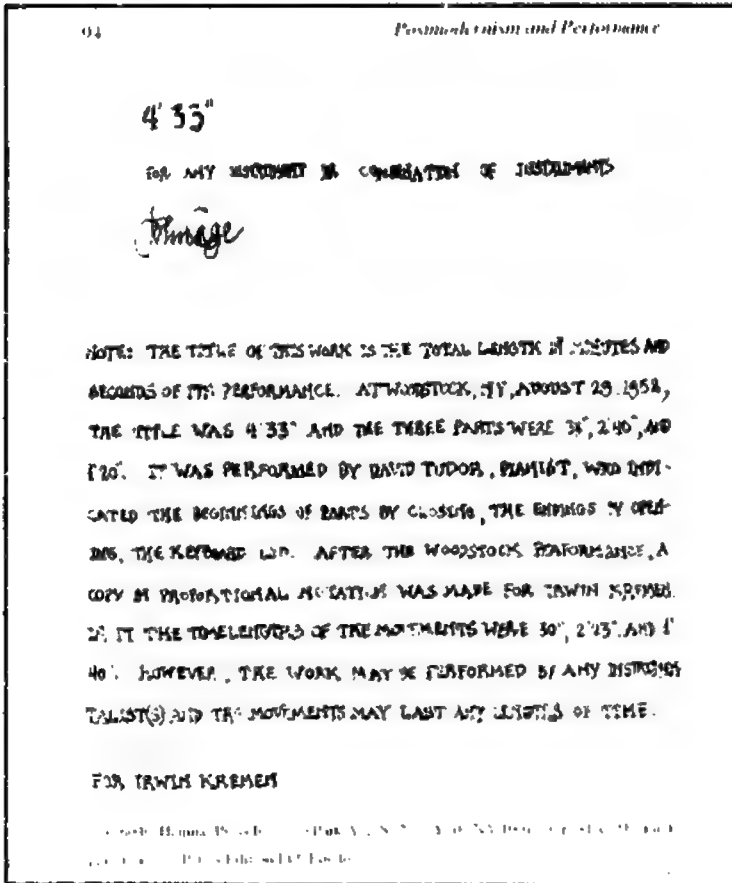 94 Postmodernism and Performance
4' 33"
FOR ANY INSTRUMENT OR COMBINATION OF INSTRUMENTS
John Cage
NOTE: THE TITLE OF THIS WORK IS THE TOTAL LENGTH IN MINUTES AND
SECONDS OF ITS PERFORMANCE. AT WOODSTOCK, NY, AUGUST 29, 1952,
THE TITLE WAS 4' 33" AND THE THREE PARTS WERE 2'40", AND
1'20". IT WAS PERFORMED BY DAVID TUDOR, PIANIST, WHO INDI-
CATED THE BEGINNINGS OF PARTS BY CLOSING, THE ENDINGS BY OPEN-
ING, THE KEYBOARD LID. AFTER THE WOODSTOCK PERFORMANCE, A
COPY IN PROPORTIONAL NOTATION WAS MADE FOR IRWIN KREMEN.
IN IT THE TIMELENGTHS OF THE MOVEMENTS WERE 30", 2'23", AND 1'
40". HOWEVER, THE WORK MAY BE PERFORMED BY ANY INSTRUMEN
TALIST(S) AND THE MOVEMENTS MAY LAST ANY LENGTHS OF TIME.
FOR IRWIN KREMEN